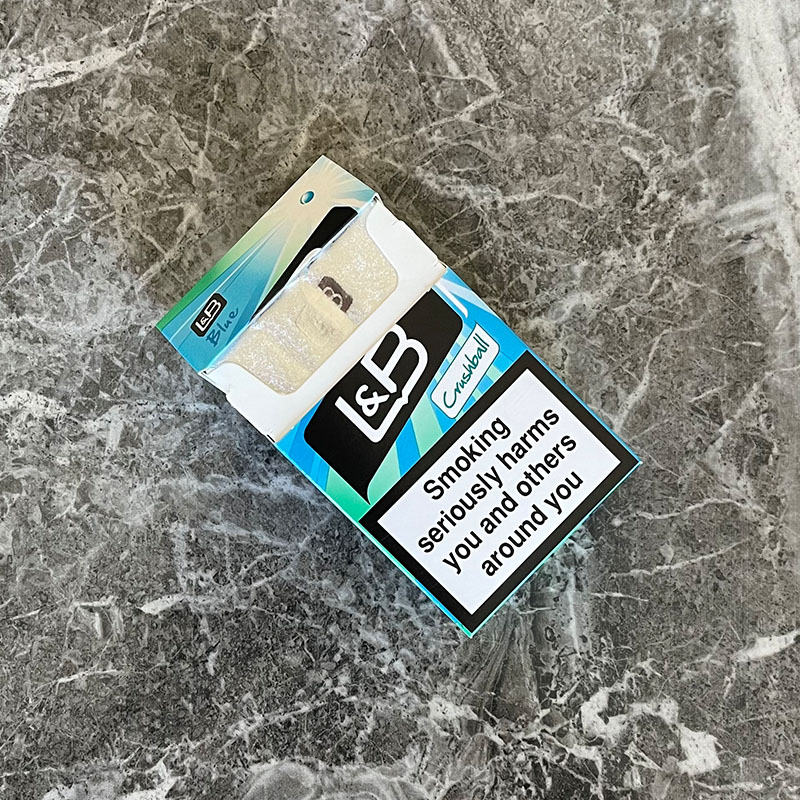 L&B
Blue
B
L&B
Crushball
Smoking
seriously harms
you and others
around you